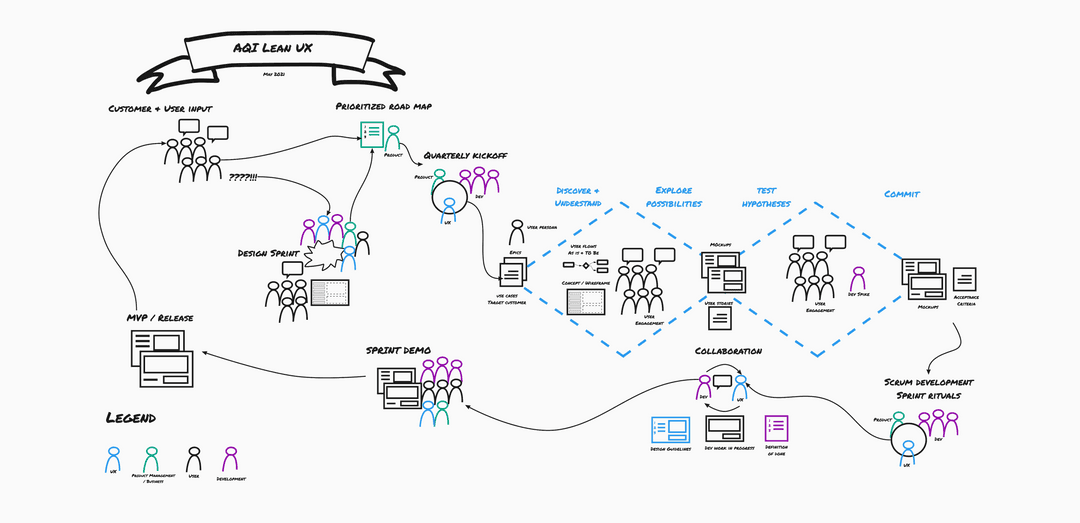 AQI Lean UX
May 2021
Customer & User input
Prioritized road map
Product
Quarterly kickoff
Product
Dev
UX
????!!!
Design Sprint
Discover &
Understand
Explore
possibilities
test
hypotheses
Commit
User persona
Epics
use cases
Target customer
User flows
As is & To Be
Concept / Wireframe
User
Engagement
Mockups
User stories
User
Engagement
Dev Spike
Mockups
Acceptance
Criteria
MVP / Release
Sprint demo
Collaboration
Dev
UX
Design Guidelines
Dev work in progress
Definition
of done
Scrum development
Sprint rituals
Product
Dev
UX
Legend
UX
Product Management
/ Business
User
Development